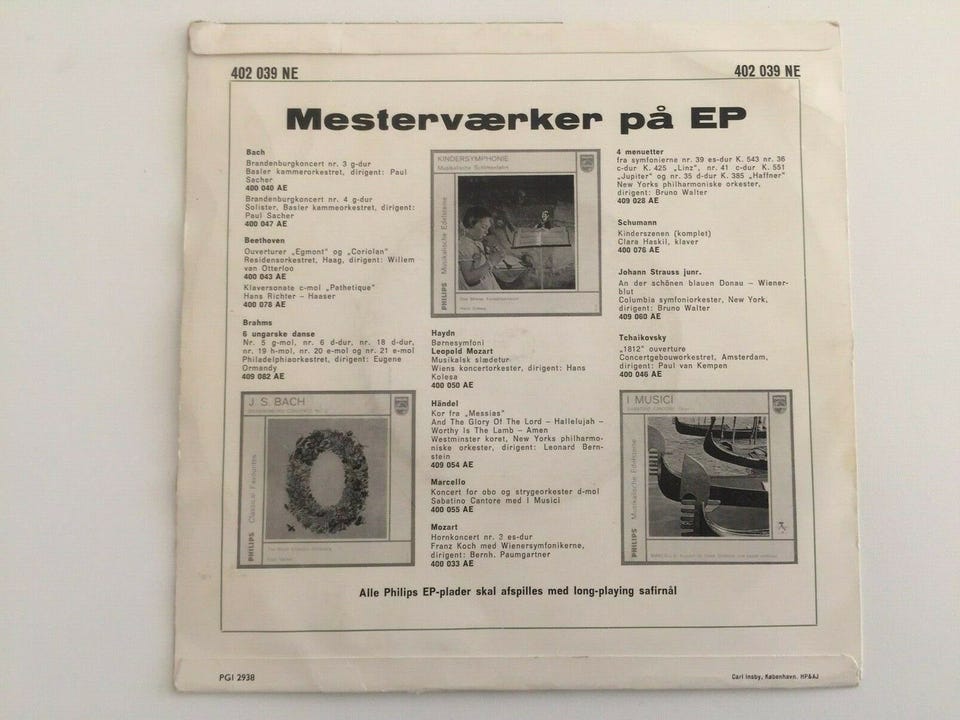 402 039 NE
402 039 NE
Mesterværker på EP
Bach
Brandenburgkoncert nr. 3 g-dur
Basler kammerorkestret, dirigent: Paul
Sacher
400 040 AE
Brandenburgkoncert nr. 4 g-dur
Solister. Basler kammeorkestret, dirigent:
Paul Sacher
400 047 AE
Beethoven
Ouverturer „Egmont" og „Coriolan"
Residensorkestret, Haag, dirigent: Willem
van Otterloo
400 043 AE
Klaversonate c-mol „Pathetique"
Hans Richter – Haaser
400 078 AE
Brahms
6 ungarske danse
Nr. 5 g-mol, nr. 6 d-dur, nr. 18 d-dur,
nr. 19 h-mol, nr. 20 e-mol og nr. 21 e-mol
Philadelphiaorkestret, dirigent: Eugene
Ormandy
409 082 AE
J. S. BACH
Classical Favourites
PHILIPS
KINDERSYMPHONIE
Musikalische Schlittenfahrt
Musikalische Edelsteine
PHILIPS
Haydn
Børnesymfoni
Leopold Mozart
Musikalsk slædetur
Wiens koncertorkester, dirigent: Hans
Kolesa
400 050 AE
Händel
Kor fra „Messias"
And The Glory Of The Lord – Hallelujah –
Worthy Is The Lamb – Amen
Westminster koret, New Yorks philharmo-
niske orkester, dirigent: Leonard Bern-
stein
409 054 AE
Marcello
Koncert for obo og strygeorkester d-mol
Sabatino Cantore med I Musici
400 055 AE
Mozart
Hornkoncert nr. 3 es-dur
Franz Koch med Wienersymfonikerne,
dirigent: Bernh. Paumgartner
400 033 AE
4 menuetter
fra symfonierne nr. 39 es-dur K. 543 nr. 36
c-dur K. 425 „Linz", nr. 41 c-dur K. 551
„Jupiter" og nr. 35 d-dur K. 385 „Haffner"
New Yorks philharmoniske orkester,
dirigent: Bruno Walter
409 028 AE
Schumann
Kinderszenen (komplet)
Clara Haskil, klaver
400 076 AE
Johann Strauss junr.
An der schönen blauen Donau – Wiener-
blut
Columbia symfoniorkester, New York,
dirigent: Bruno Walter
409 060 AE
Tchaikovsky
„1812" ouverture
Concertgebouworkestret, Amsterdam,
dirigent: Paul van Kempen
400 046 AE
I MUSICI
SABATINO CANTORE
Musikalische Edelsteine
PHILIPS
Alle Philips EP-plader skal afspilles med long-playing safirnål
PGI 2938
Carl Insby, København. HP&AJ